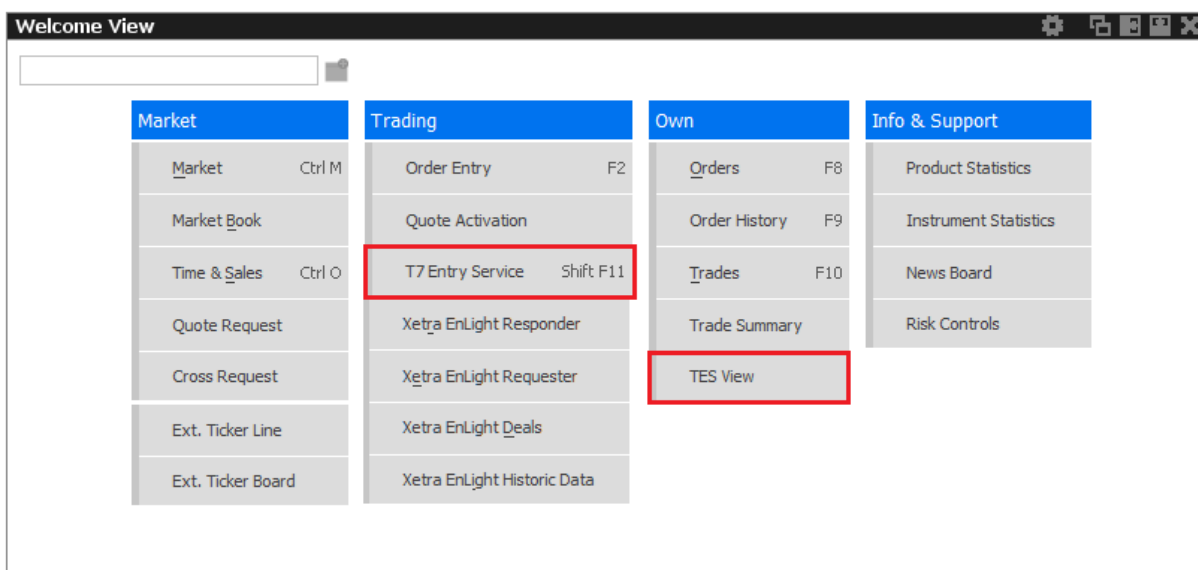 Welcome View
Market
Market Ctrl M
Market Book
Time & Sales Ctrl O
Quote Request
Cross Request
Ext. Ticker Line
Ext. Ticker Board
Trading
Order Entry F2
Quote Activation
T7 Entry Service Shift F11
Xetra EnLight Responder
Xetra EnLight Requester
Xetra EnLight Deals
Xetra EnLight Historic Data
Own
Orders F8
Order History F9
Trades F10
Trade Summary
TES View
Info & Support
Product Statistics
Instrument Statistics
News Board
Risk Controls